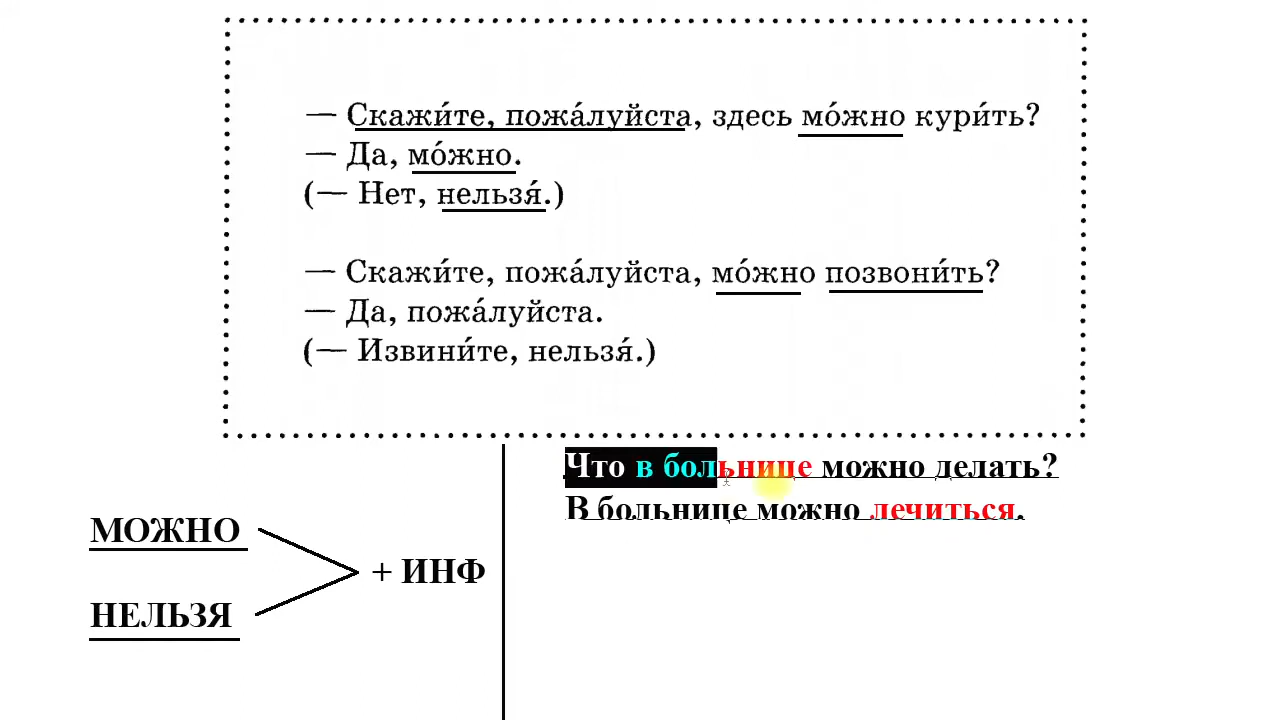 — Скажи́те, пожа́луйста, здесь мо́жно кури́ть?
— Да, мо́жно.
(— Нет, нельзя́.)
— Скажи́те, пожа́луйста, мо́жно позвони́ть?
— Да, пожа́луйста.
(— Извини́те, нельзя́.)
Что в больнице можно делать?
В больнице можно лечиться.
МОЖНО
+ ИНФ
НЕЛЬЗЯ